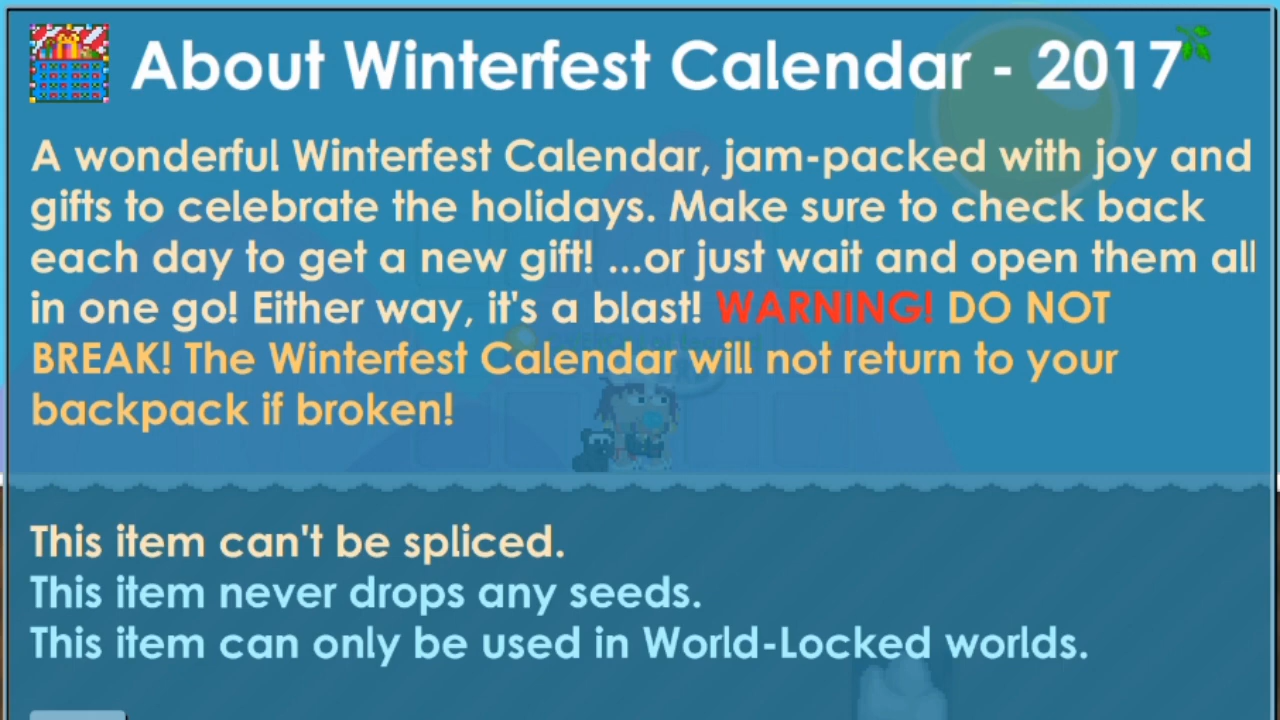 About Winterfest Calendar - 2017
A wonderful Winterfest Calendar, jam-packed with joy and
gifts to celebrate the holidays. Make sure to check back
each day to get a new gift! ...or just wait and open them all
in one go! Either way, it's a blast! WARNING! DO NOT
BREAK! The Winterfest Calendar will not return to your
backpack if broken!
This item can't be spliced.
This item never drops any seeds.
This item can only be used in World-Locked worlds.